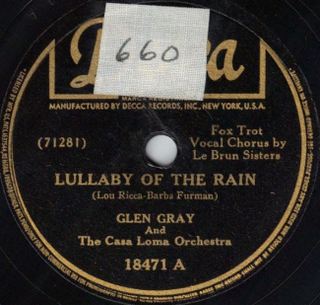 Decca
660
MANUFACTURED BY DECCA RECORDS, INC., NEW YORK, U.S.A.
Fox Trot
(71281)
Vocal Chorus by
Le Brun Sisters
LULLABY OF THE RAIN
(Lou Ricca-Barba Furman)
GLEN GRAY
And
The Casa Loma Orchestra
18471 A